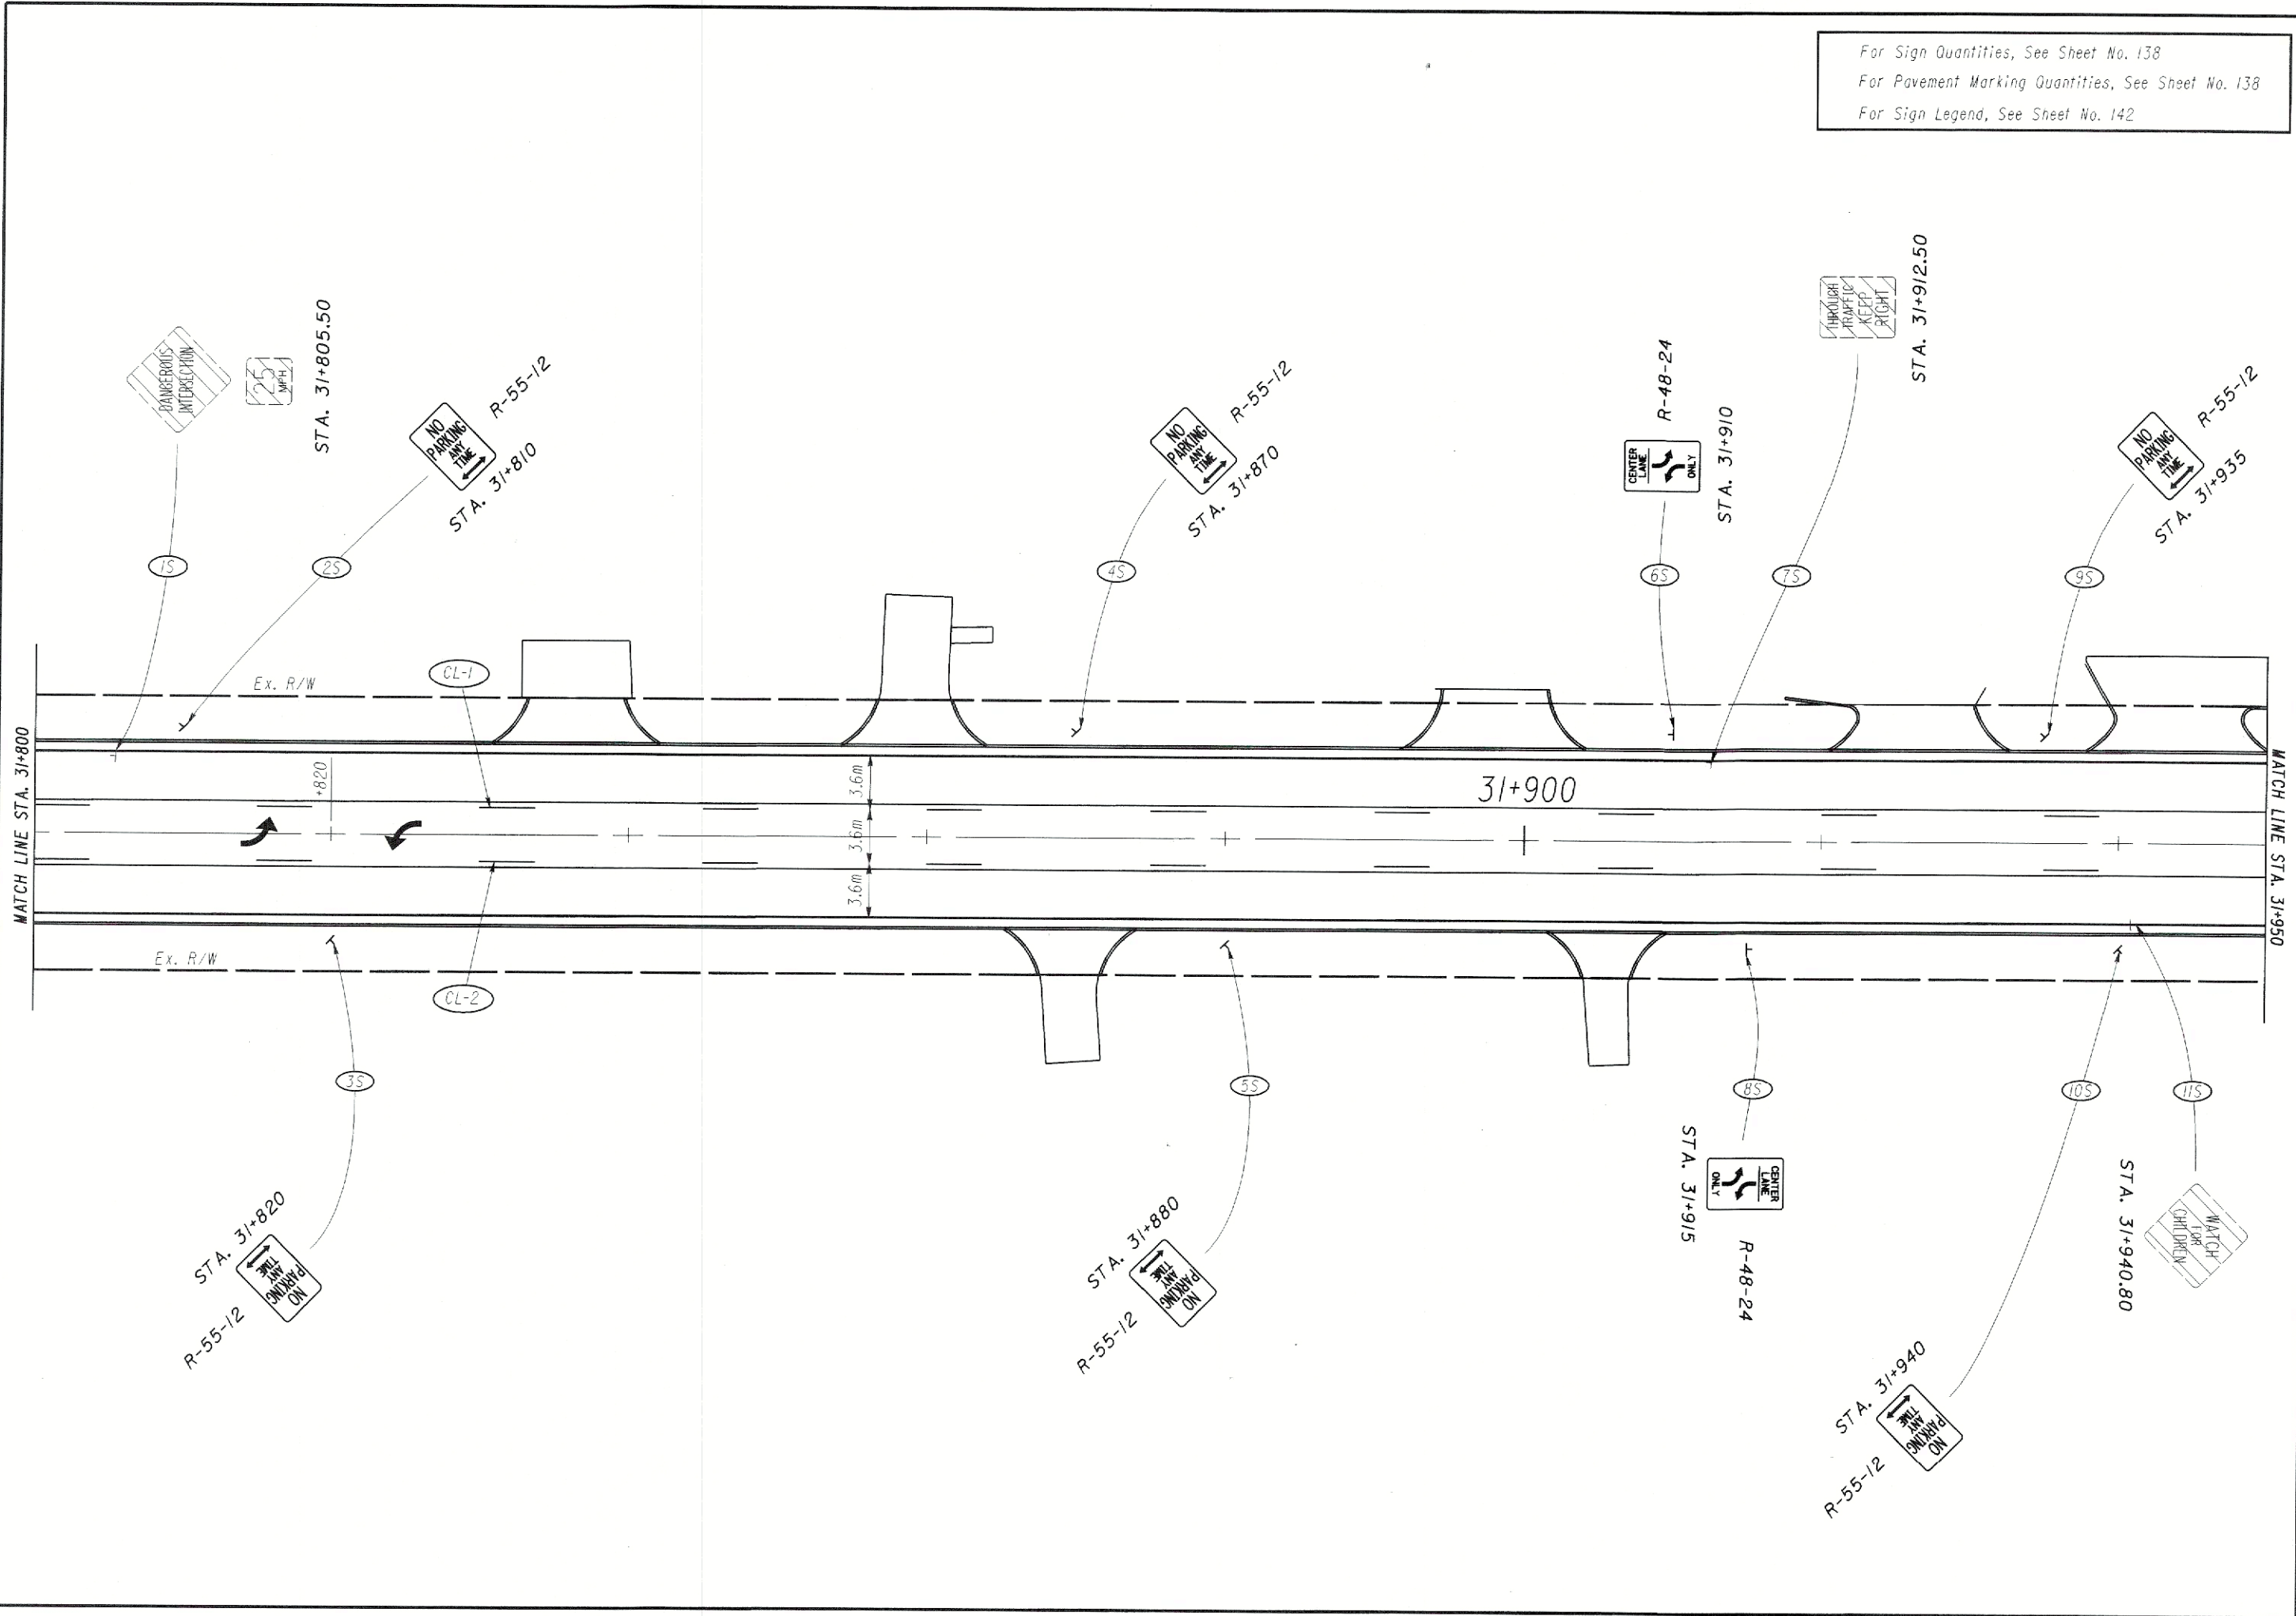 For Sign Quantities, See Sheet No. 138
For Pavement Marking Quantities, See Sheet No. 138
For Sign Legend, See Sheet No. 142
DANGEROUS
INTERSECTION
25
MPH
STA. 31+805.50
1S
NO
PARKING
ANY
TIME
R-55-12
STA. 31+810
2S
NO
PARKING
ANY
TIME
R-55-12
STA. 31+870
4S
CENTER
LANE
ONLY
R-48-24
STA. 31+910
6S
THROUGH
TRAFFIC
KEEP
RIGHT
STA. 31+912.50
7S
NO
PARKING
ANY
TIME
R-55-12
STA. 31+935
9S
Ex. R/W
CL-1
MATCH LINE STA. 31+800
+820
3.6m
3.6m
3.6m
31+900
MATCH LINE STA. 31+950
Ex. R/W
CL-2
3S
STA. 31+820
NO
PARKING
ANY
TIME
R-55-12
5S
STA. 31+880
NO
PARKING
ANY
TIME
R-55-12
8S
STA. 31+915
CENTER
LANE
ONLY
R-48-24
10S
STA. 31+940
NO
PARKING
ANY
TIME
R-55-12
11S
STA. 31+940.80
WATCH
FOR
CHILDREN